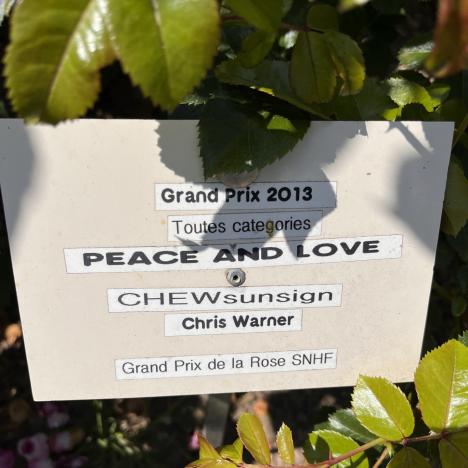 Grand Prix 2013
Toutes categories
PEACE AND LOVE
CHEWsunsign
Chris Warner
Grand Prix de la Rose SNHF